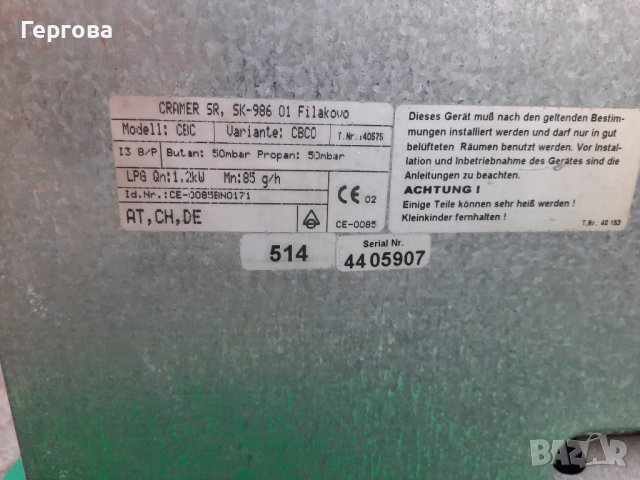 Гергова
CRAMER SR, SK-986 01 Filakovo
Modell: CBC Variante: CBCO T.Nr.:40575
I3 B/P Butan: 50mbar Propan: 50mbar
LPG Qn:1.2kW Mn:85 g/h
Id.Nr.:CE-0085BN0171
AT,CH,DE
CE 02
CE-0085
514
Serial Nr.
44 05907
Dieses Gerät muß nach den geltenden Bestim-
mungen installiert werden und darf nur in gut
belüfteten Räumen benutzt werden. Vor Instal-
lation und Inbetriebnahme des Gerätes sind die
Anleitungen zu beachten.
ACHTUNG !
Einige Teile können sehr heiß werden !
Kleinkinder fernhalten !
T.Nr.: 40 153
BAZAR